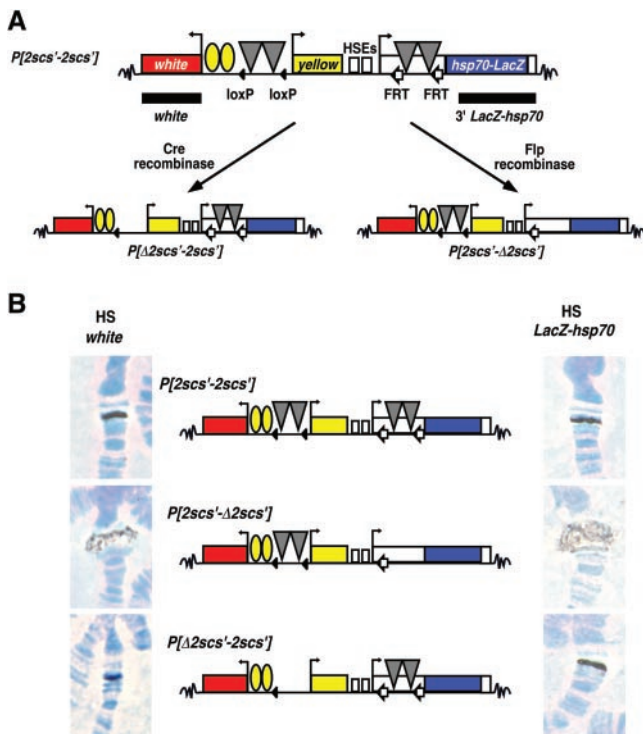 A
P[2scs'-2scs']
white
yellow
HSEs
hsp70-LacZ
loxP
loxP
FRT
FRT
white
3' LacZ-hsp70
Cre
recombinase
Flp
recombinase
P[Δ2scs'-2scs']
P[2scs'-Δ2scs']
B
HS
white
HS
LacZ-hsp70
P[2scs'-2scs']
P[2scs'-Δ2scs']
P[Δ2scs'-2scs']